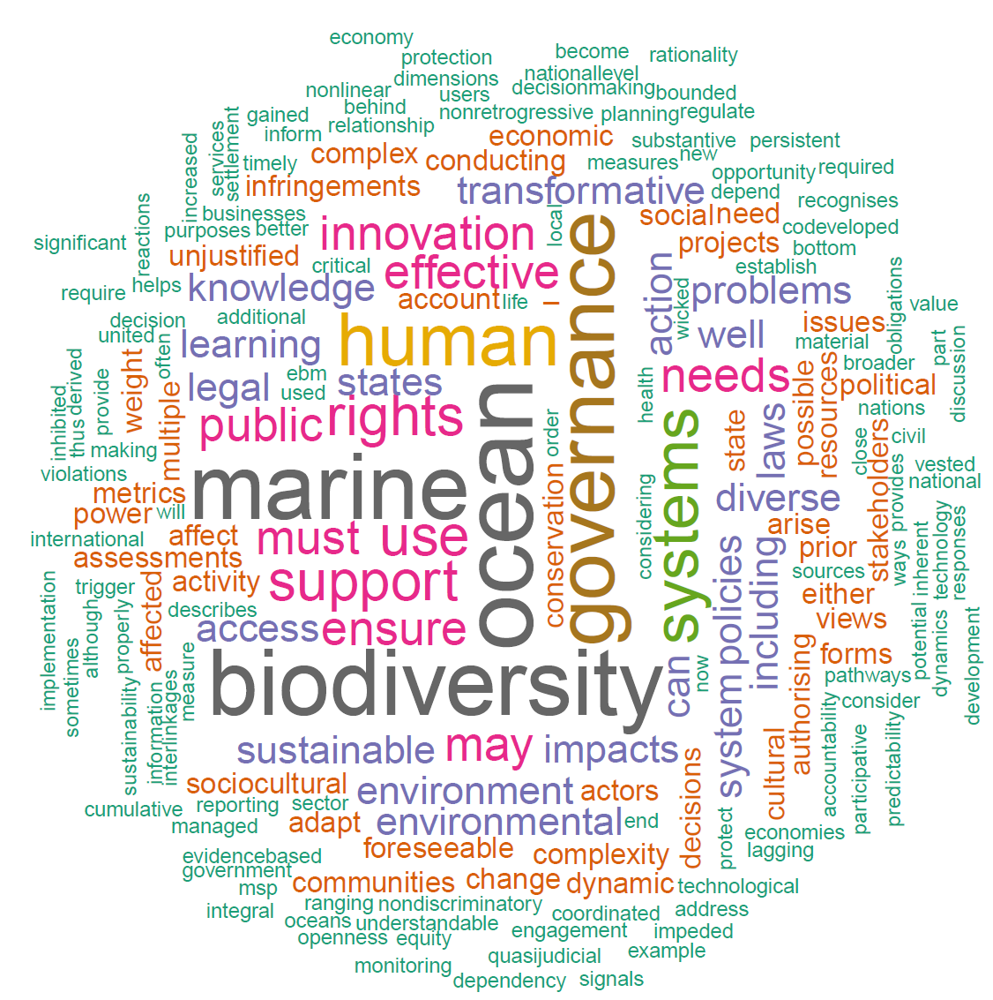 economy
protection
become
rationality
dimensions
nationallevel
nonlinear
users
decisionmaking
bounded
behind
gained
nonretrogressive
planning
regulate
inform
relationship
economic
substantive
persistent
complex
conducting
measures
new
timely
opportunity
required
infringements
transformative
depend
recognises
increased
services
settlement
businesses
local
social
need
codeveloped
purposes
better
innovation
projects
bottom
significant
reactions
unjustified
critical
effective
establish
require
helps
knowledge
account
life
–
governance
action
wicked
problems
obligations
value
decision
additional
human
well
issues
material
part
discussion
united
often
learning
broader
weight
ebm
used
legal
states
needs
possible
resources
political
inhibited
thus
derived
provide
multiple
public
rights
ocean
order
health
systems
state
laws
nations
making
close
civil
violations
marine
stakeholders
vested
national
metrics
conservation
considering
diverse
power
will
provides
ways
international
affect
must
use
arise
prior
inherent
technology
responses
assessments
support
policies
including
sources
trigger
activity
either
implementation
sometimes
although
properly
affected
describes
views
potential
dynamics
development
access
ensure
authorising
forms
measure
biodiversity
can
now
system
pathways
sustainability
information
interlinkages
consider
sustainable
may
impacts
cultural
accountability
participative
predictability
sociocultural
environment
actors
decisions
cumulative
reporting
sector
managed
adapt
environmental
end
protect
economies
evidencebased
foreseeable
complexity
lagging
government
msp
communities
change
dynamic
technological
integral
ranging
nondiscriminatory
coordinated
address
oceans
understandable
engagement
impeded
openness
equity
quasijudicial
example
monitoring
dependency
signals